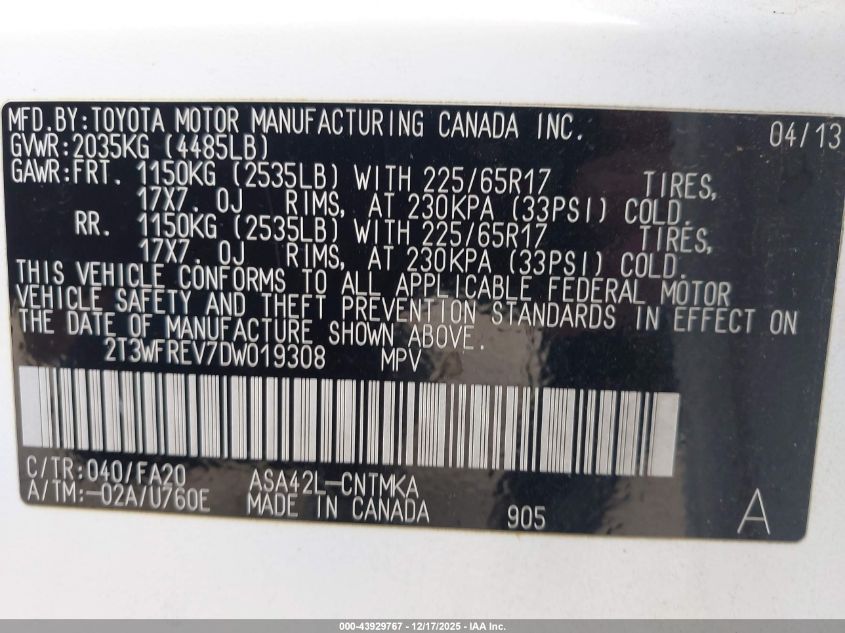 MFD.BY:TOYOTA MOTOR MANUFACTURING CANADA INC. 04/13
GVWR:2035KG (4485LB)
GAWR:FRT. 1150KG (2535LB) WITH 225/65R17 TIRES,
17X7. 0J RIMS, AT 230KPA (33PSI) COLD.
RR. 1150KG (2535LB) WITH 225/65R17 TIRES,
17X7. 0J RIMS, AT 230KPA (33PSI) COLD.
THIS VEHICLE CONFORMS TO ALL APPLICABLE FEDERAL MOTOR
VEHICLE SAFETY AND THEFT PREVENTION STANDARDS IN EFFECT ON
THE DATE OF MANUFACTURE SHOWN ABOVE.
2T3WFREV7DW019308 MPV
C/TR:040/FA20 ASA42L-CNTMKA
A/TM:-02A/U760E MADE IN CANADA 905 A
000-43929767 - 12/17/2025 - IAA Inc.